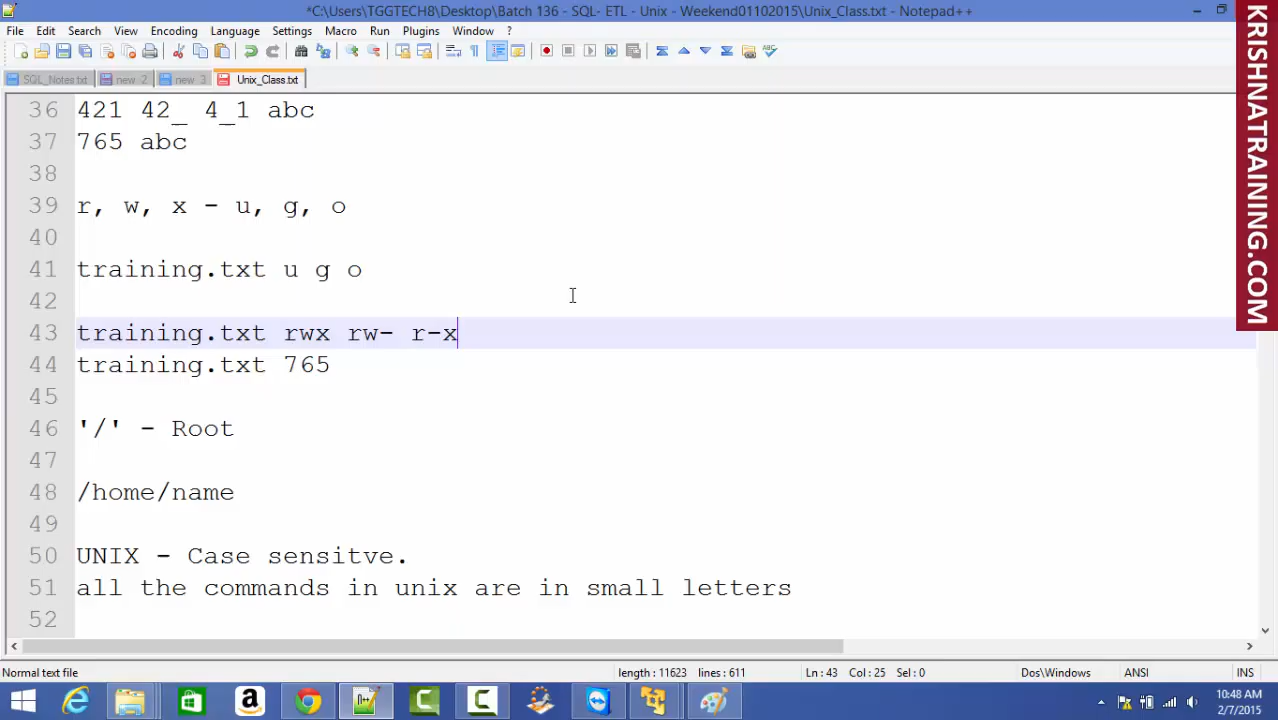 *C:\Users\TGGTECH8\Desktop\Batch 136 - SQL- ETL - Unix - Weekend01102015\Unix_Class.txt - Notepad++
File Edit Search View Encoding Language Settings Macro Run Plugins Window ?
SGL_Notes.txt new 2 new 3 Unix_Class.txt
36 421 42_ 4_1 abc
37 765 abc
38
39 r, w, x - u, g, o
40
41 training.txt u g o
42
43 training.txt rwx rw- r-x
44 training.txt 765
45
46 '/' - Root
47
48 /home/name
49
50 UNIX - Case sensitve.
51 all the commands in unix are in small letters
52
Normal text file length : 11623 lines : 611 Ln : 43 Col : 25 Sel : 0 Dos\Windows ANSI INS
10:48 AM
2/7/2015
KRISHNATRAINING.COM